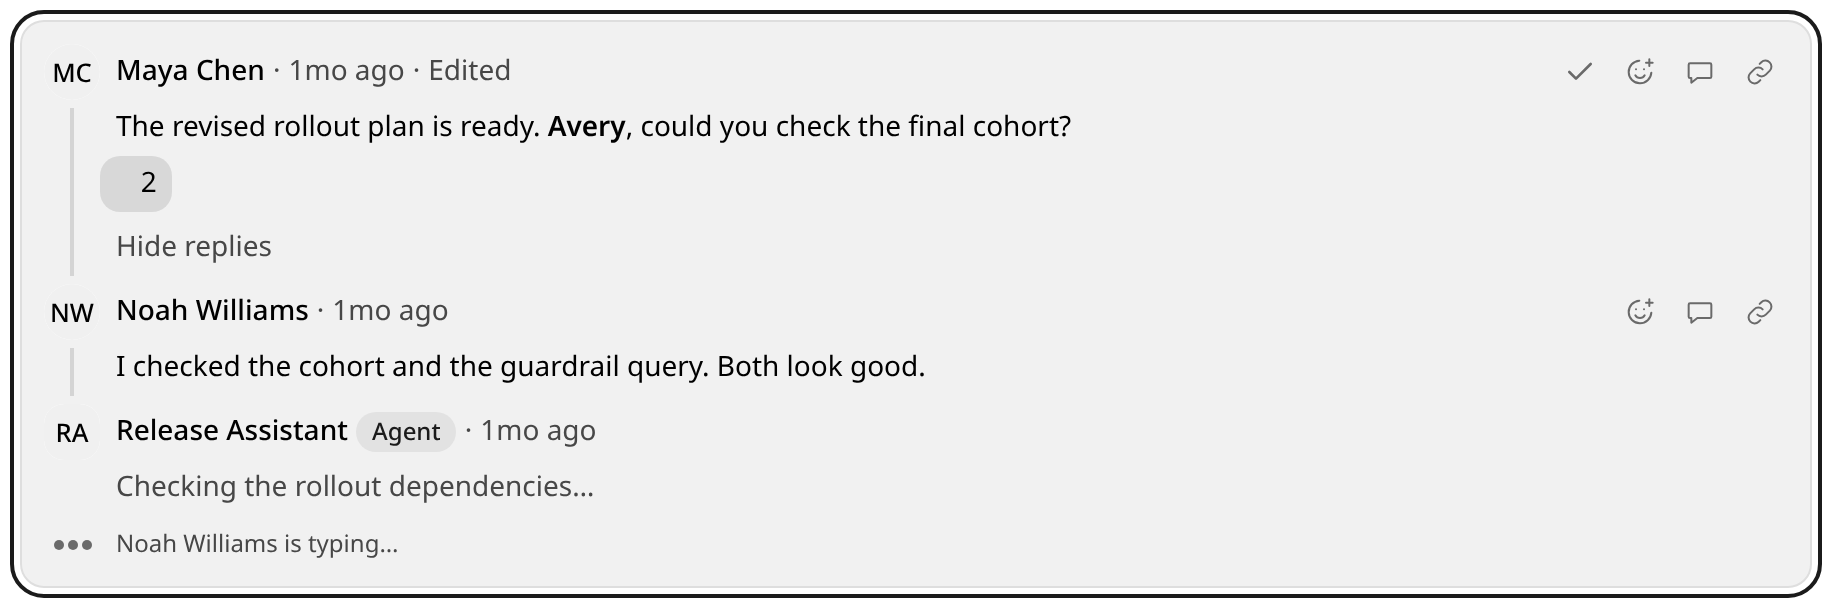 MC Maya Chen · 1mo ago · Edited
The revised rollout plan is ready. Avery, could you check the final cohort?
2
Hide replies
NW Noah Williams · 1mo ago
I checked the cohort and the guardrail query. Both look good.
RA Release Assistant Agent · 1mo ago
Checking the rollout dependencies...
Noah Williams is typing...